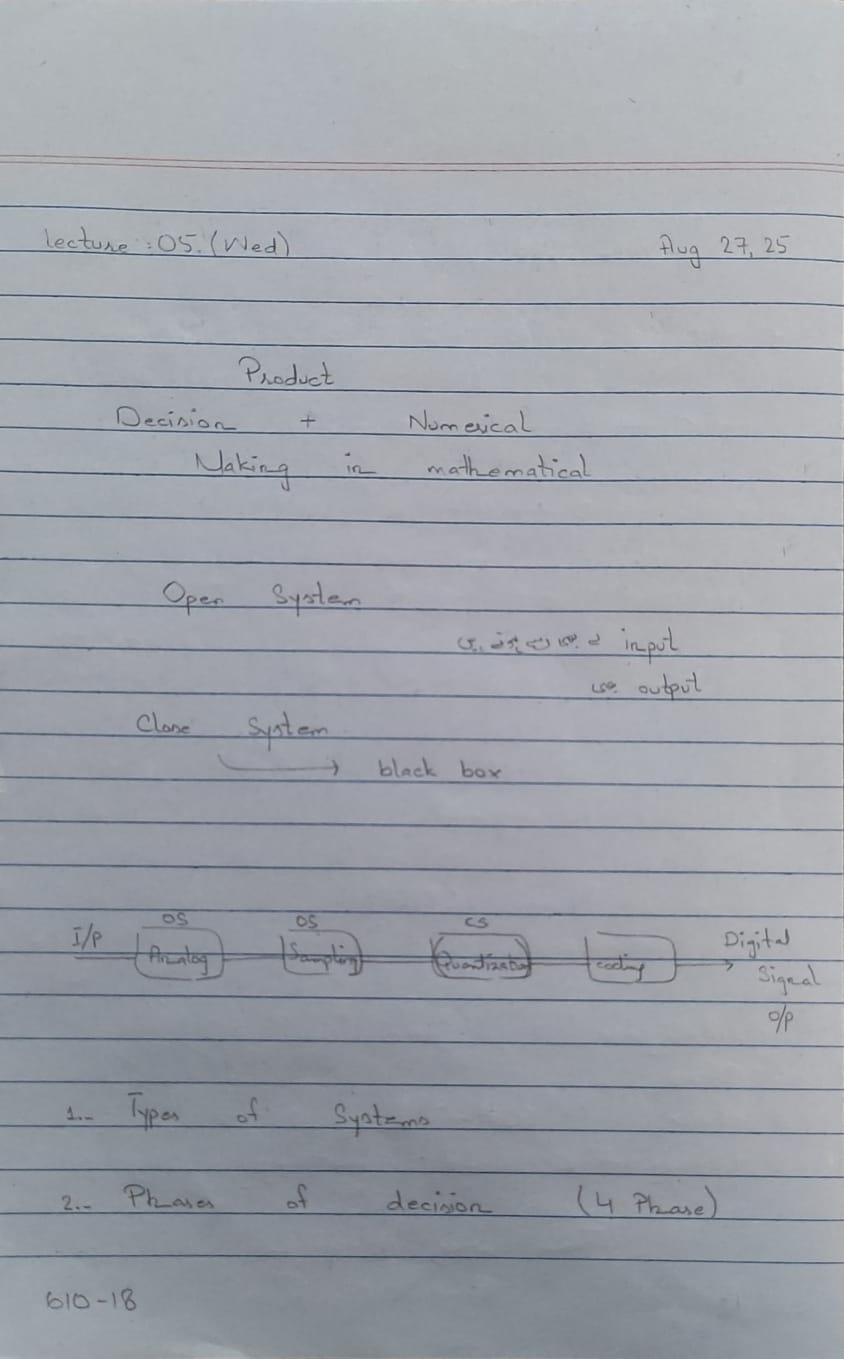 Lecture : 05. (Wed) Aug 27, 25
Product
Decision + Numerical
Making in mathematical
Open System
input
output
Close System
black box
OS OS CS
I/P Analog Sampling Quantization coding Digital
Signal
O/P
1.- Types of Systems
2.- Phases of decision (4 Phase)
610-18